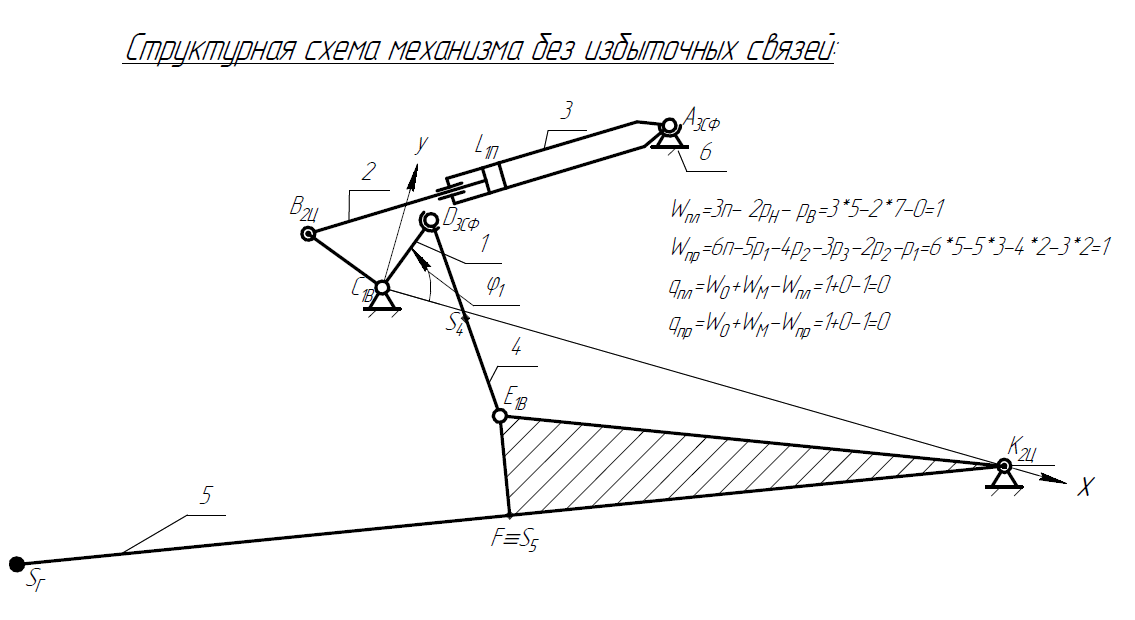 Структурная схема механизма без избыточных связей:
3
A3СФ
y
L1П
6
2
B2Ц
D3СФ
Wпл=3n- 2pН- pВ=3*5-2*7-0=1
1
Wпр=6n-5p1-4p2-3p3-2p2-p1=6*5-5*3-4*2-3*2=1
C1В
φ1
qпл=W0+WМ-Wпл=1+0-1=0
S4
qпр=W0+WМ-Wпр=1+0-1=0
4
E1В
K2Ц
x
5
F≡S5
SГ